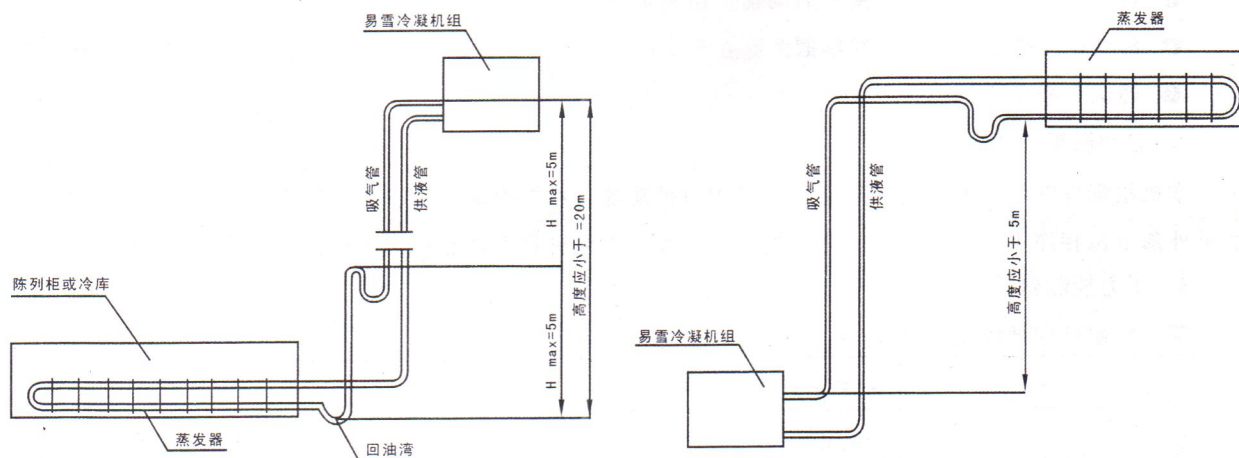 易雪冷凝机组
吸气管
供液管
H max=5m
高度应小于 =20m
H max=5m
陈列柜或冷库
蒸发器
回油湾
蒸发器
吸气管
供液管
高度应小于 5m
易雪冷凝机组